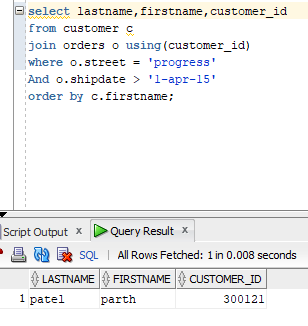 select lastname,firstname,customer_id
from customer c
join orders o using(customer_id)
where o.street = 'progress'
And o.shipdate > '1-apr-15'
order by c.firstname;
Script Output x Query Result x
SQL | All Rows Fetched: 1 in 0.008 seconds
LASTNAME FIRSTNAME CUSTOMER_ID
1 patel parth 300121